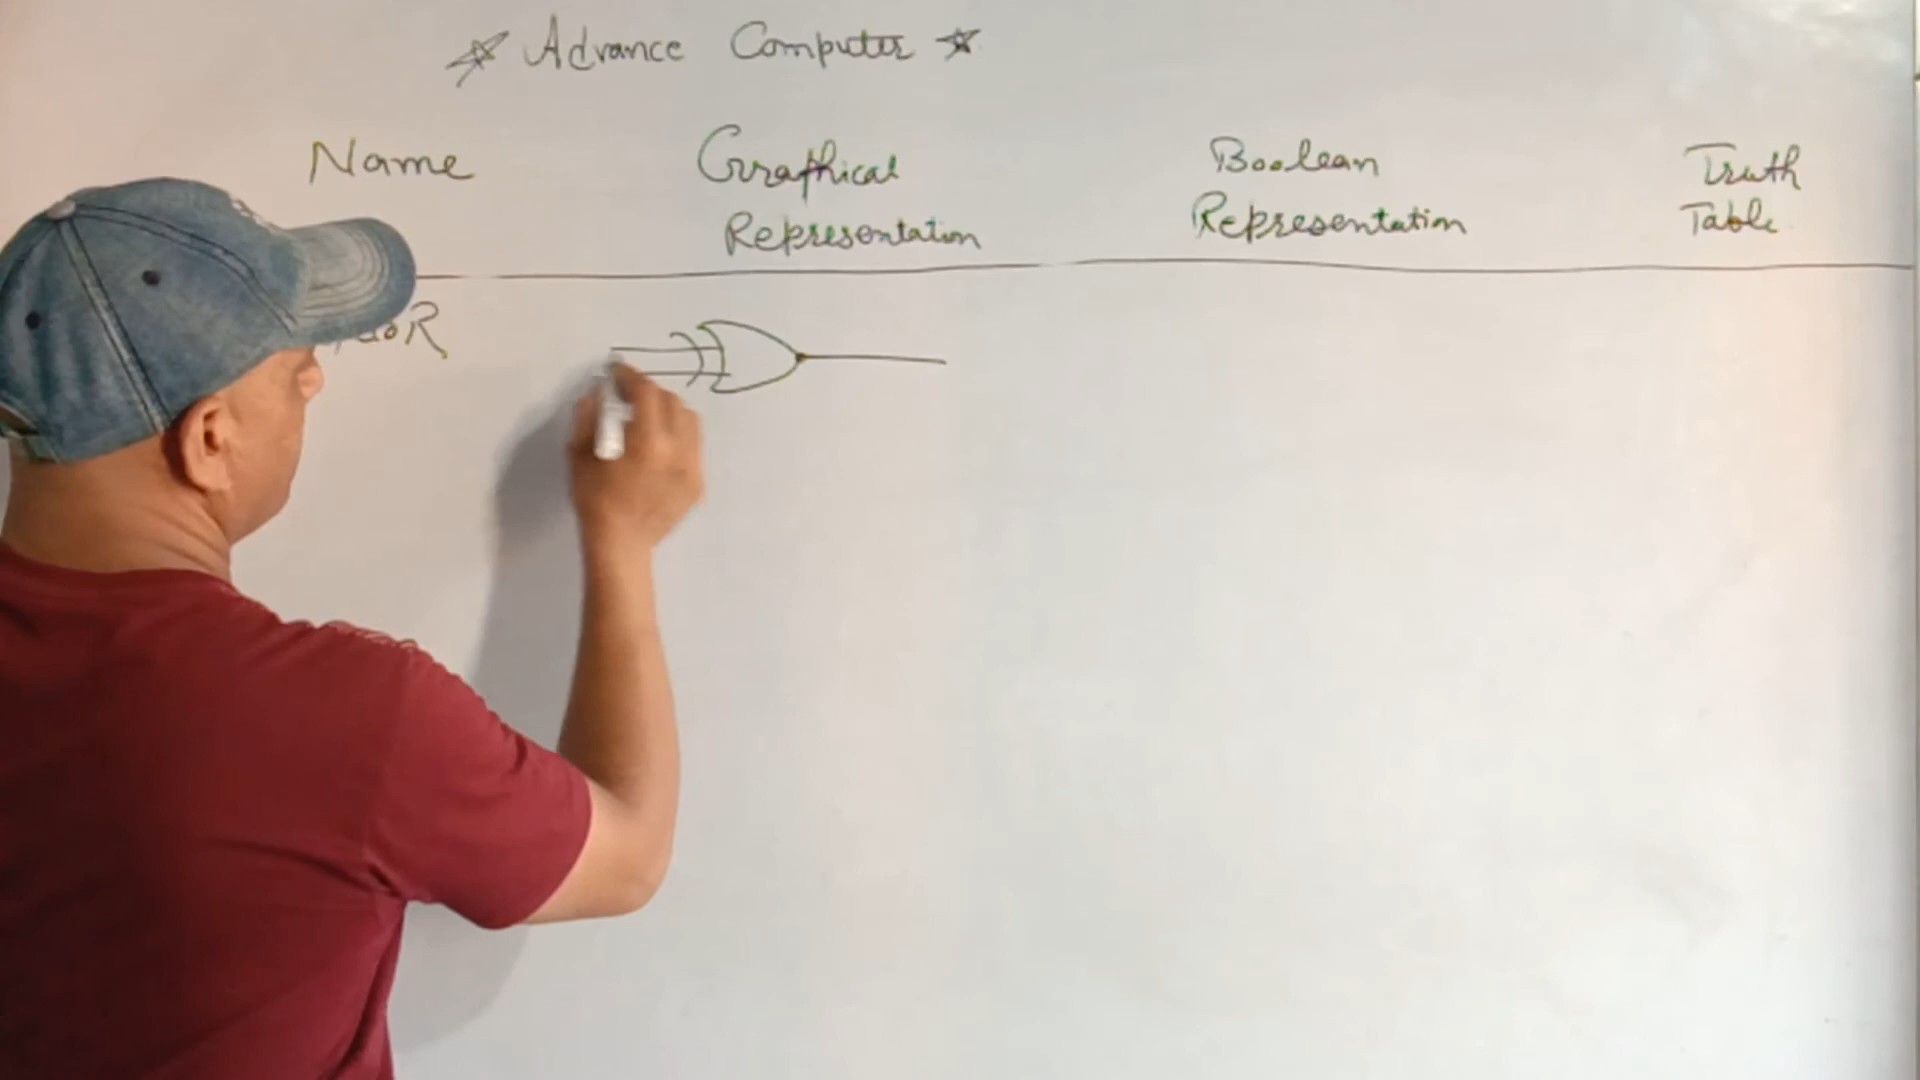 ☆ Advance Computer ☆
Name
Graphical
Representation
Boolean
Representation
Truth
Table